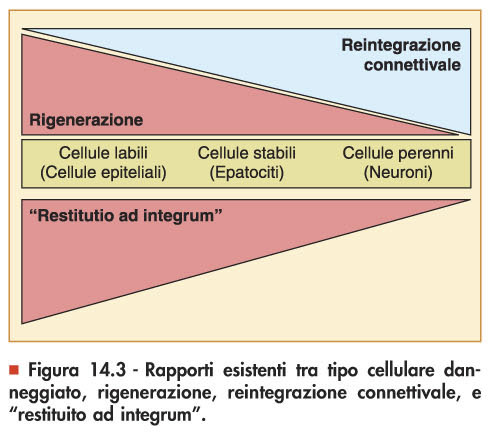 Reintegrazione
connettivale
Rigenerazione
Cellule labili
(Cellule epiteliali)
Cellule stabili
(Epatociti)
Cellule perenni
(Neuroni)
“Restitutio ad integrum”
■ Figura 14.3 - Rapporti esistenti tra tipo cellulare dan-
neggiato, rigenerazione, reintegrazione connettivale, e
“restituito ad integrum”.